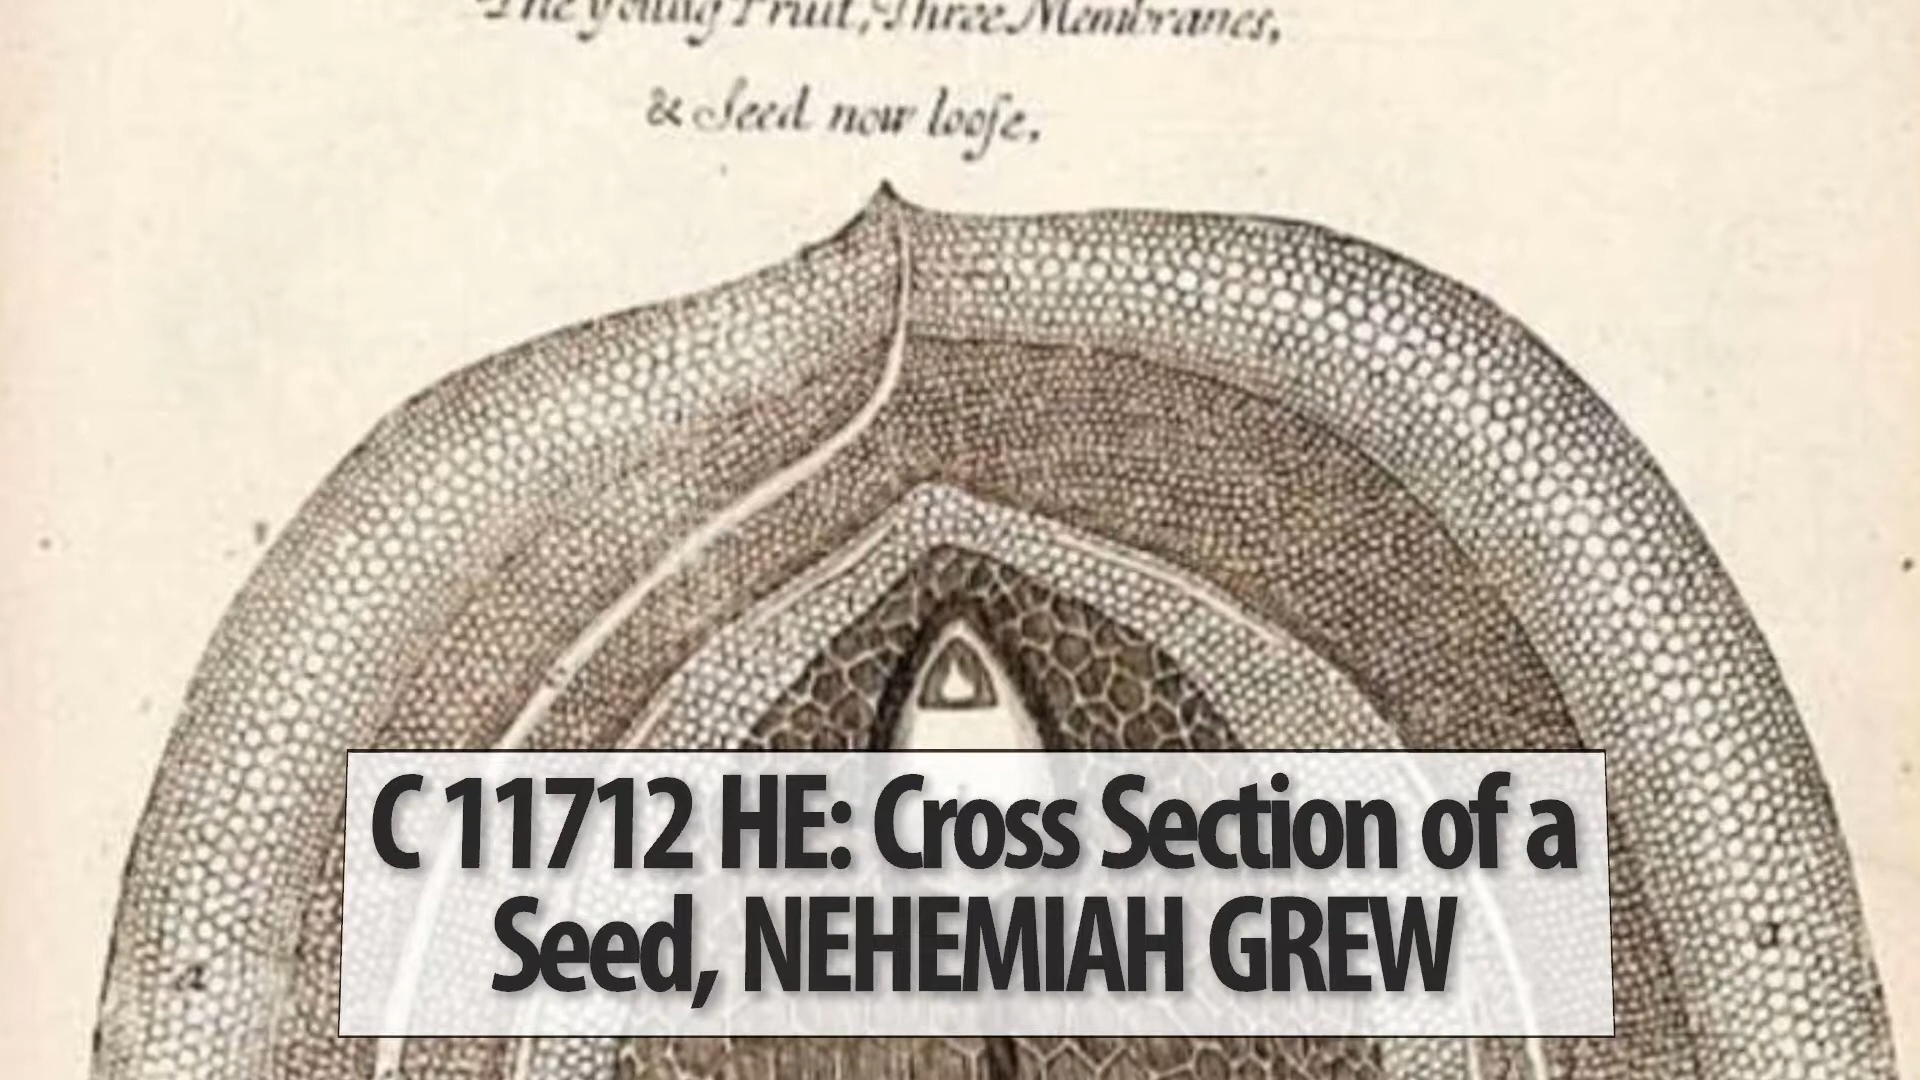 The young Fruit, Three Membranes,
& Seed now looſe,
C 11712 HE: Cross Section of a
Seed, NEHEMIAH GREW